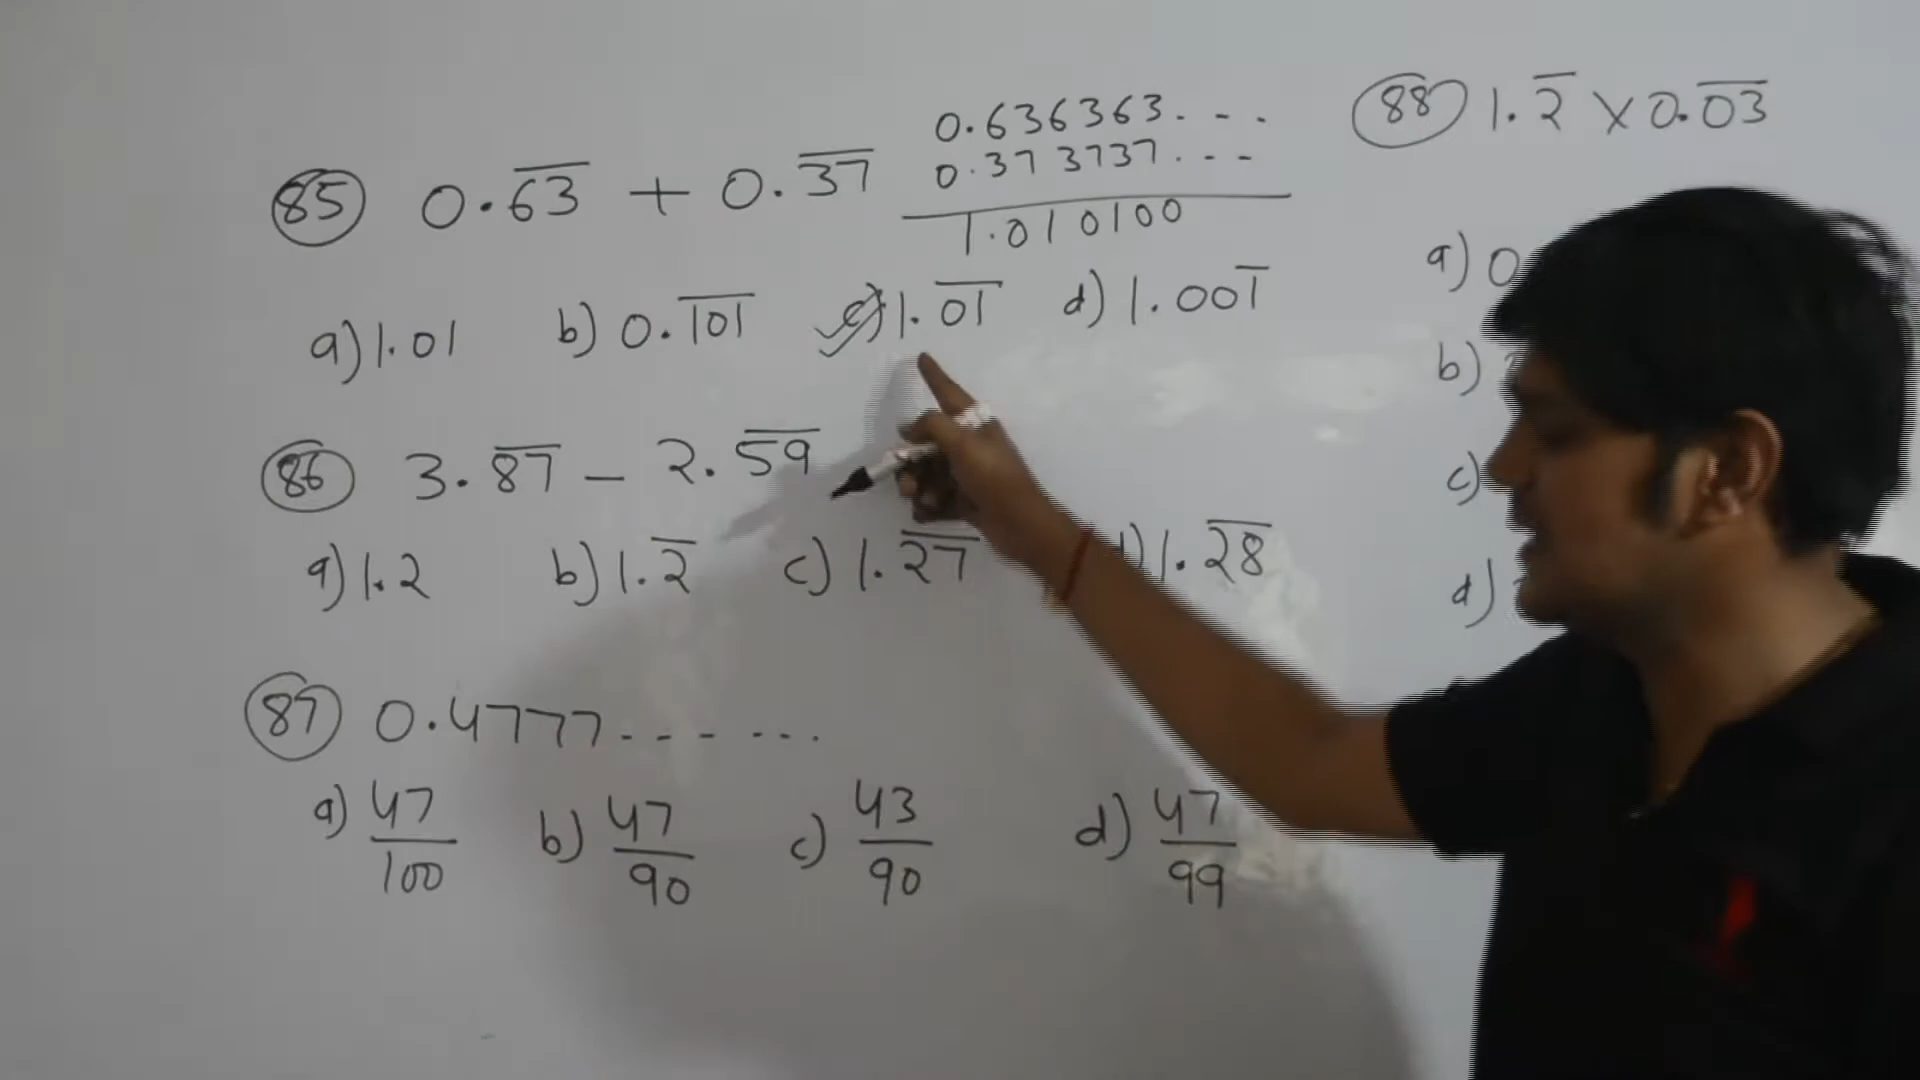 (85) 0.6̅3̅ + 0.3̅7̅
0.636363. - -
0.373737. - -
1.010100
a) 1.01 b) 0.1̅0̅1̅ c) 1.0̅1̅ d) 1.001̅
(86) 3.8̅7̅ - 2.5̅9̅
a) 1.2 b) 1.2̅ c) 1.2̅7̅ d) 1.2̅8̅
(87) 0.4777.......
a) 47/100 b) 47/90 c) 43/90 d) 47/99
(88) 1.2̅ X 0.0̅3̅
a) 0
b)
c)
d)